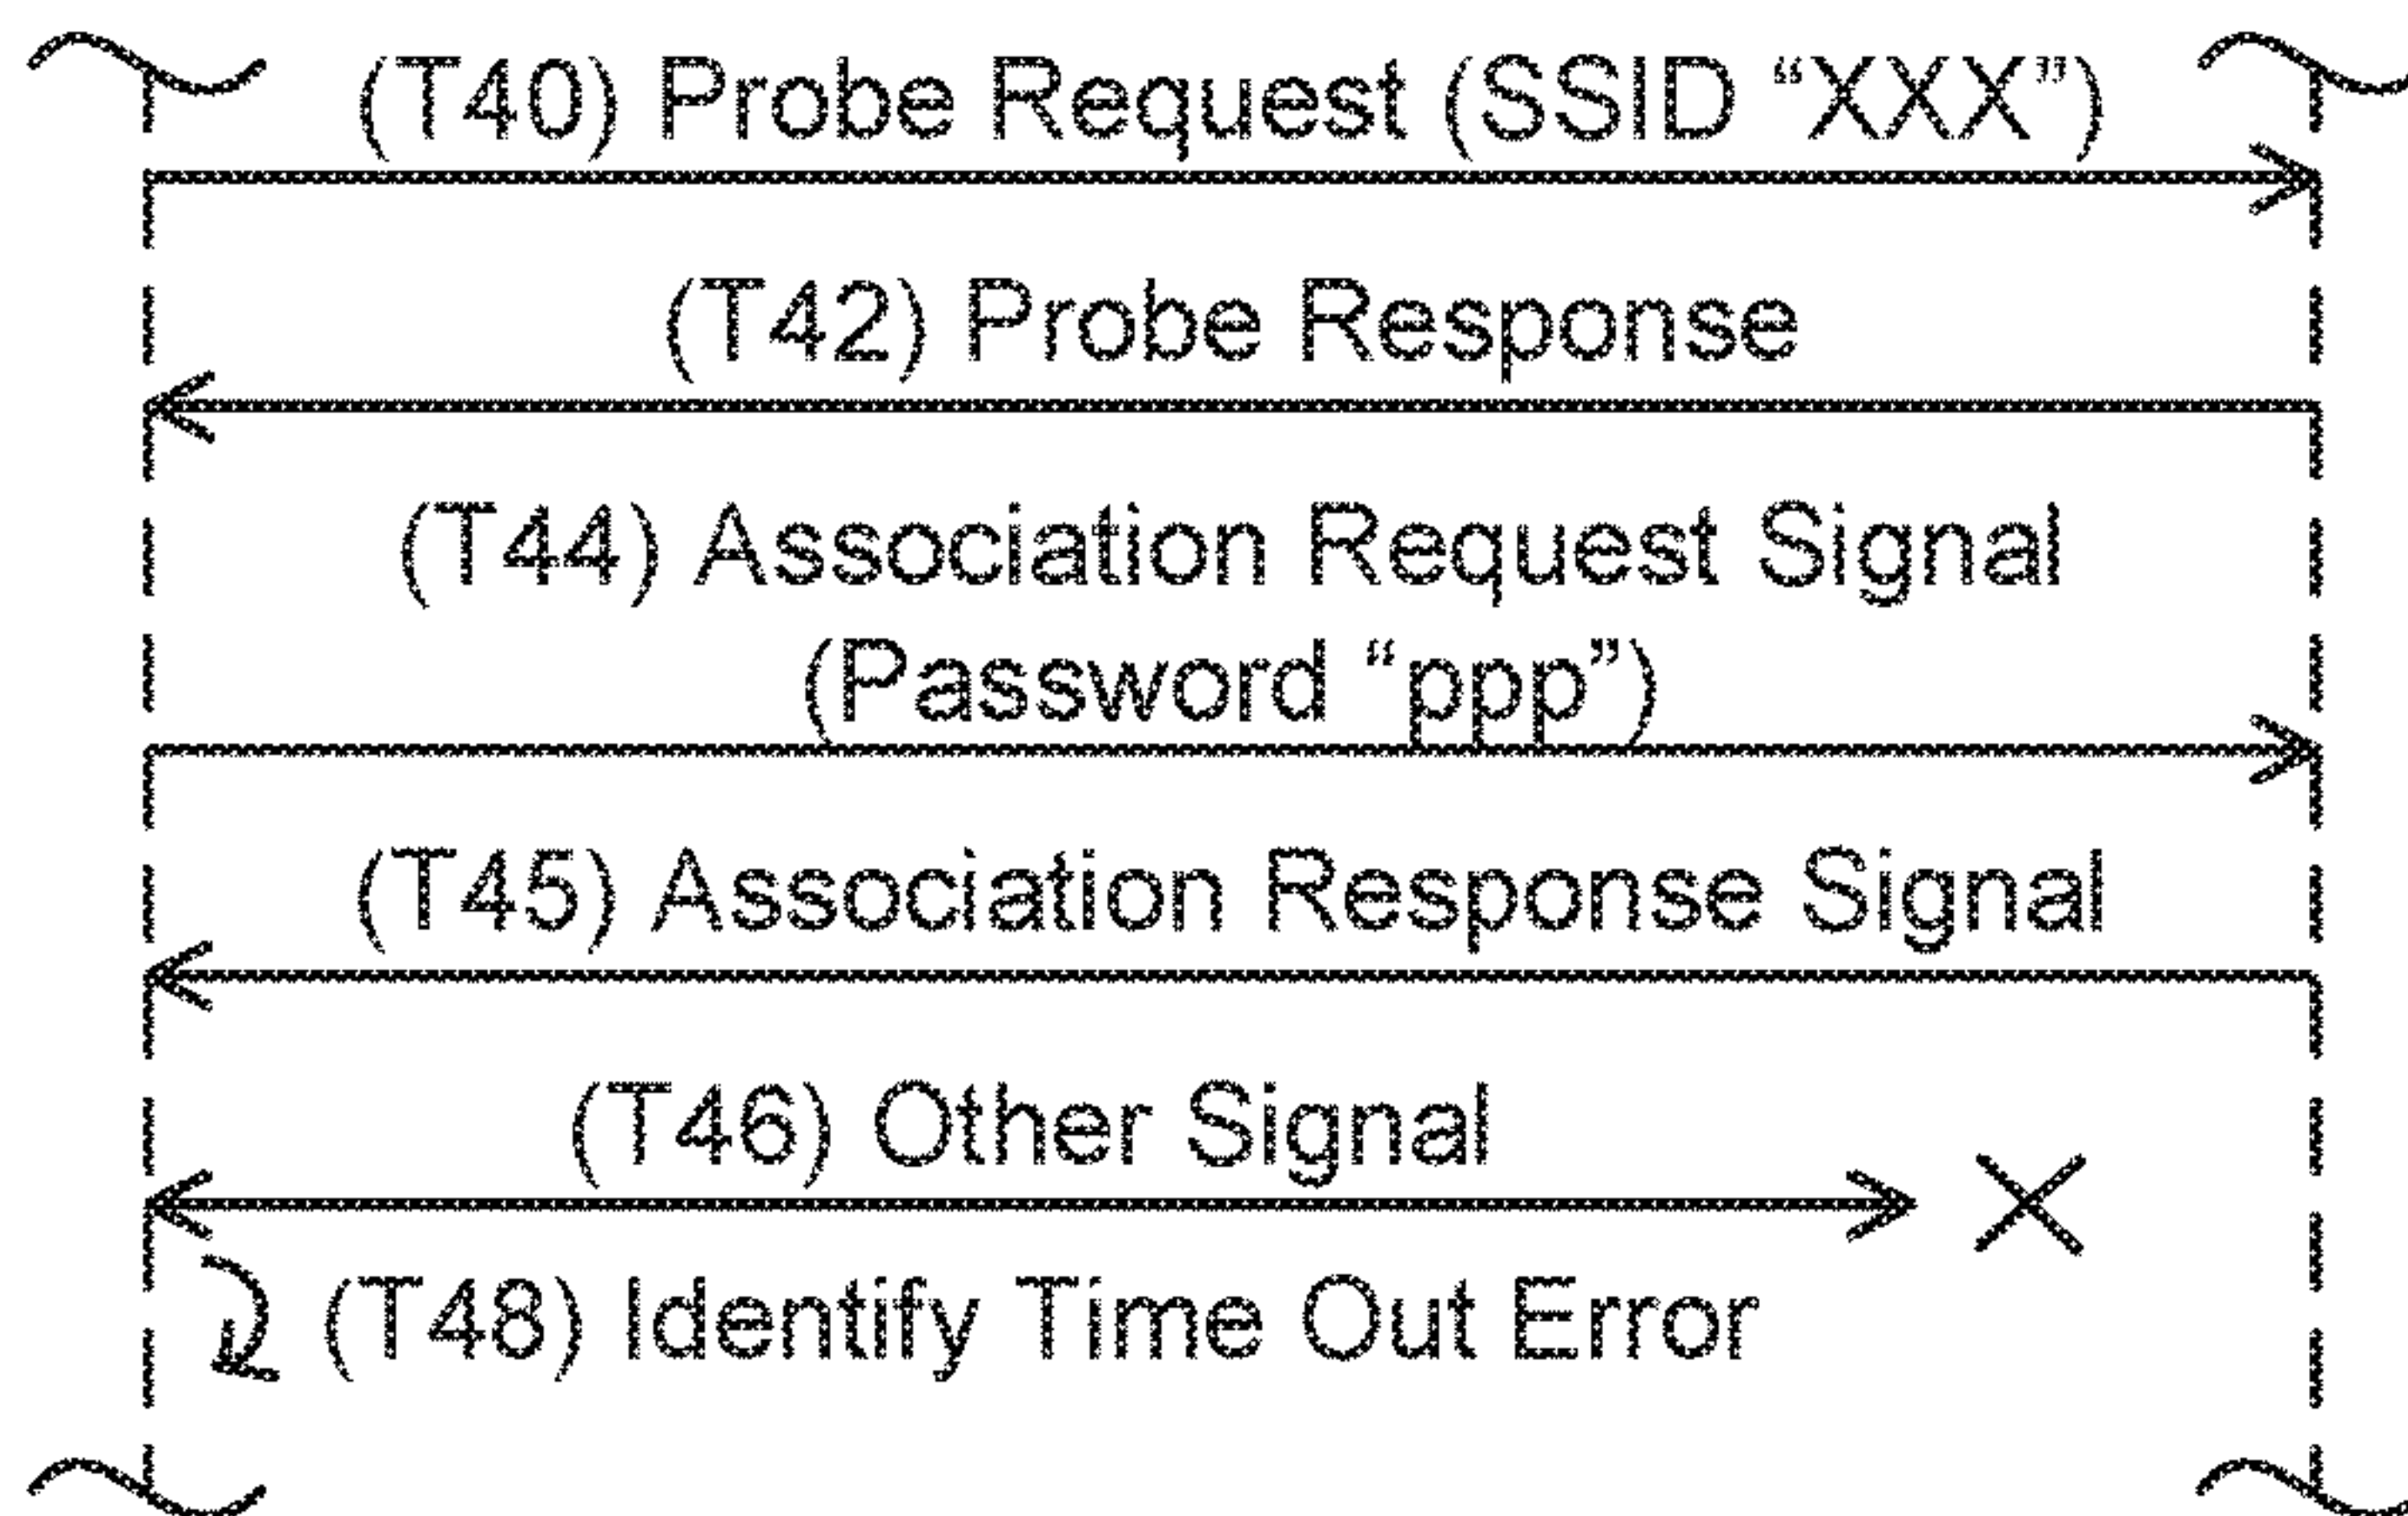 (T40) Probe Request (SSID “XXX”)
(T42) Probe Response
(T44) Association Request Signal
(Password “ppp”)
(T45) Association Response Signal
(T46) Other Signal
(T48) Identify Time Out Error